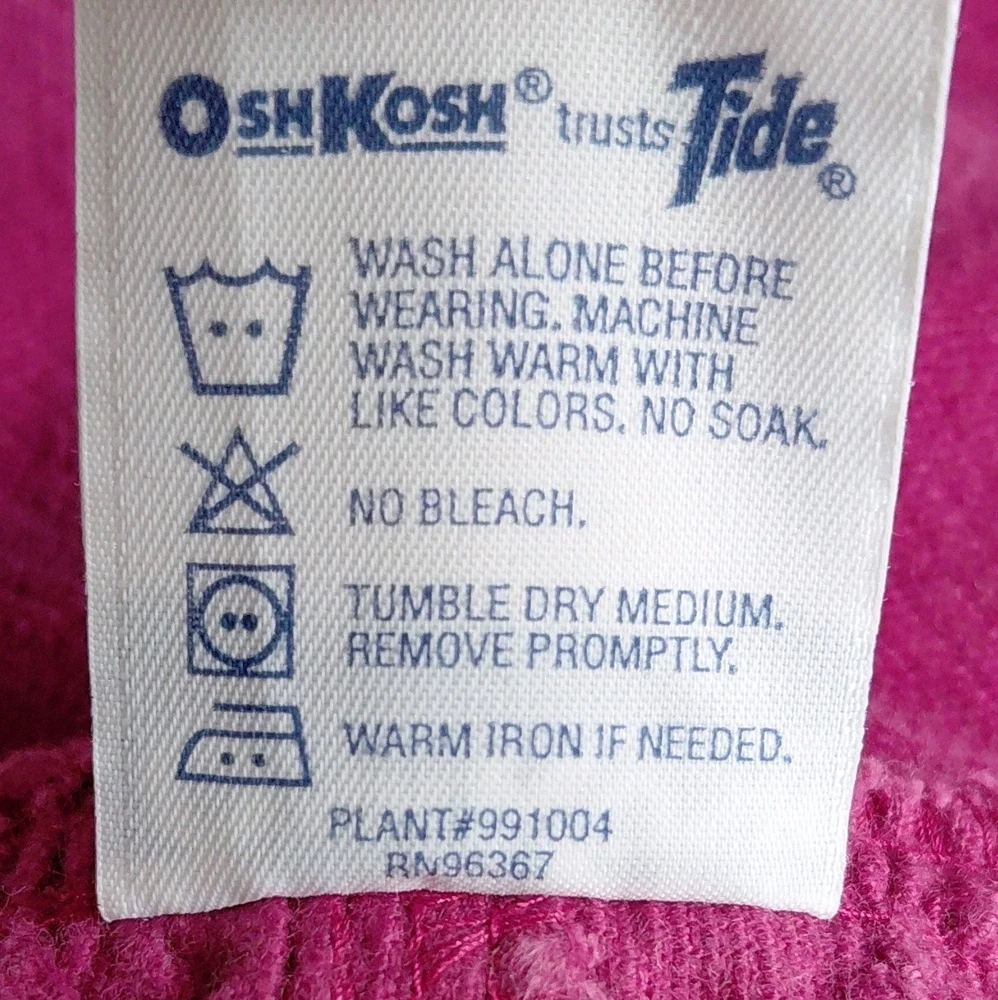 OSHKOSH® trusts Tide®
WASH ALONE BEFORE
WEARING. MACHINE
WASH WARM WITH
LIKE COLORS. NO SOAK.
NO BLEACH.
TUMBLE DRY MEDIUM.
REMOVE PROMPTLY.
WARM IRON IF NEEDED.
PLANT#991004
RN96367